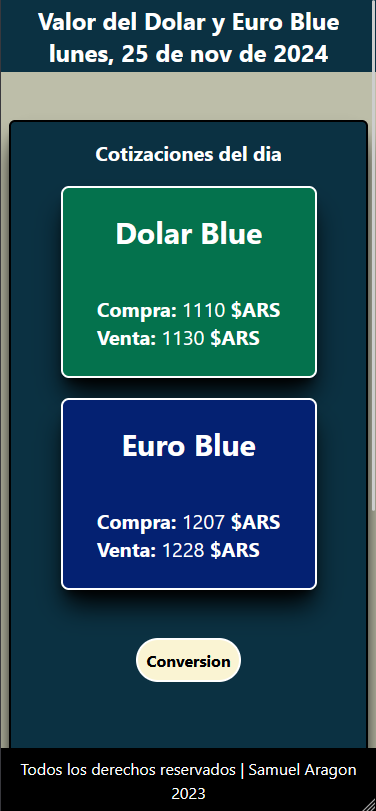 Valor del Dolar y Euro Blue
lunes, 25 de nov de 2024
Cotizaciones del dia
Dolar Blue
Compra: 1110 $ARS
Venta: 1130 $ARS
Euro Blue
Compra: 1207 $ARS
Venta: 1228 $ARS
Conversion
Todos los derechos reservados | Samuel Aragon
2023